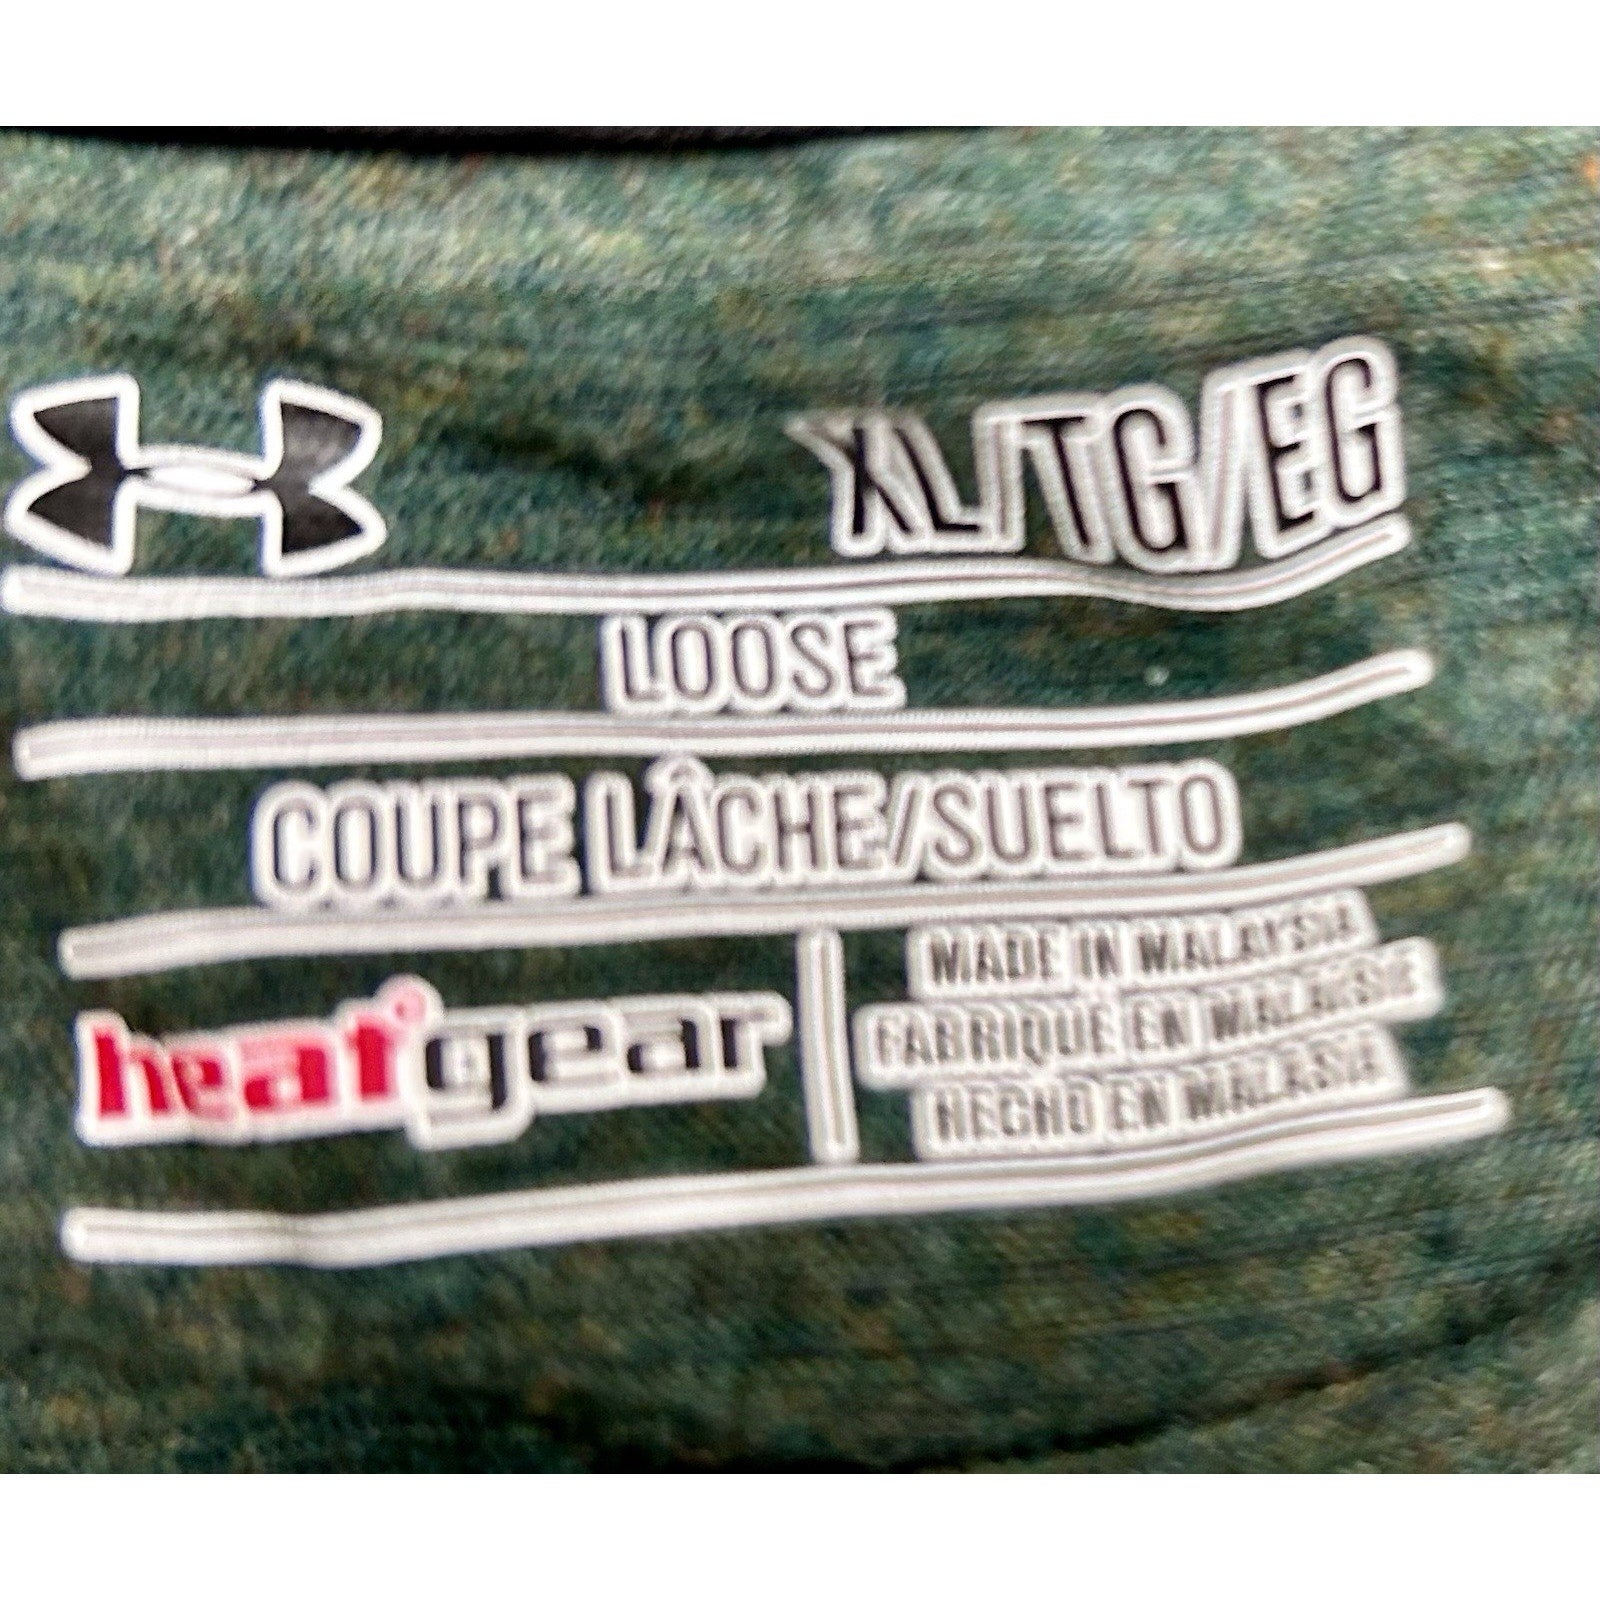 XL/TG/EG
LOOSE
COUPE LÂCHE/SUELTO
heatgear
MADE IN MALAYSIA
FABRIQUÉ EN MALAISIE
HECHO EN MALASIA